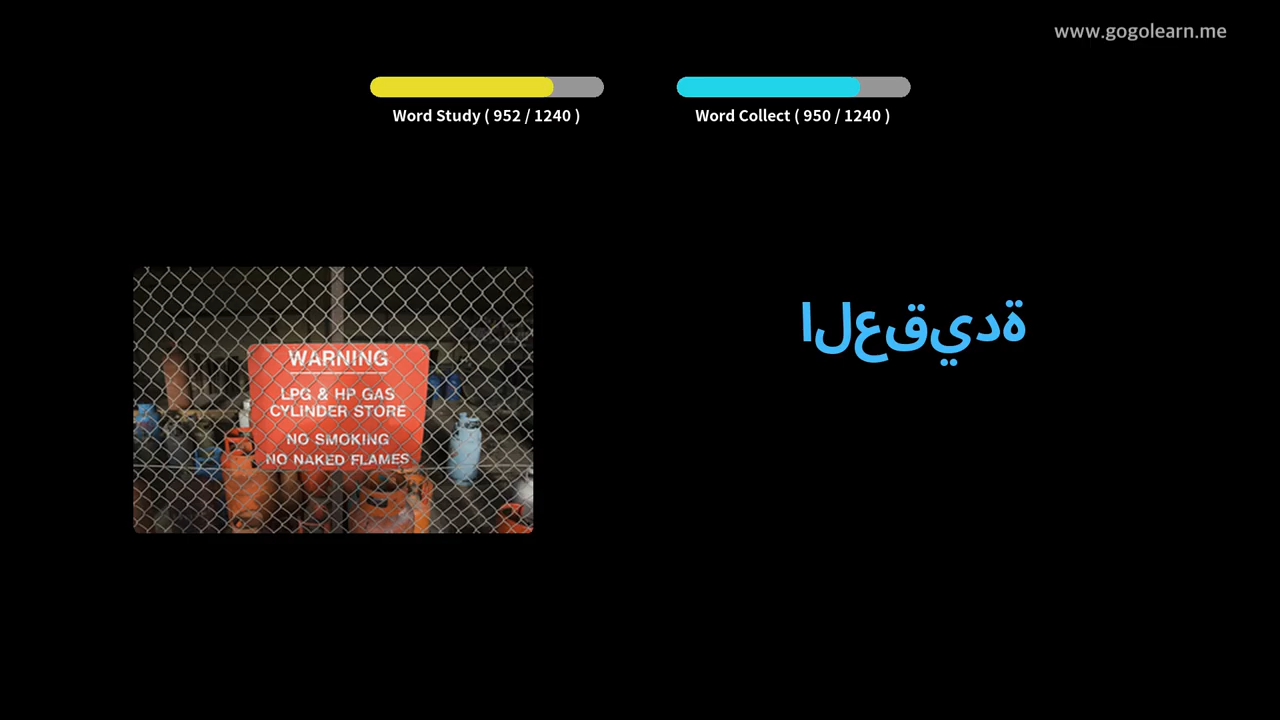 www.gogolearn.me
Word Study ( 952 / 1240 )
Word Collect ( 950 / 1240 )
WARNING
LPG & HP GAS
CYLINDER STORE
NO SMOKING
NO NAKED FLAMES
العقيدة